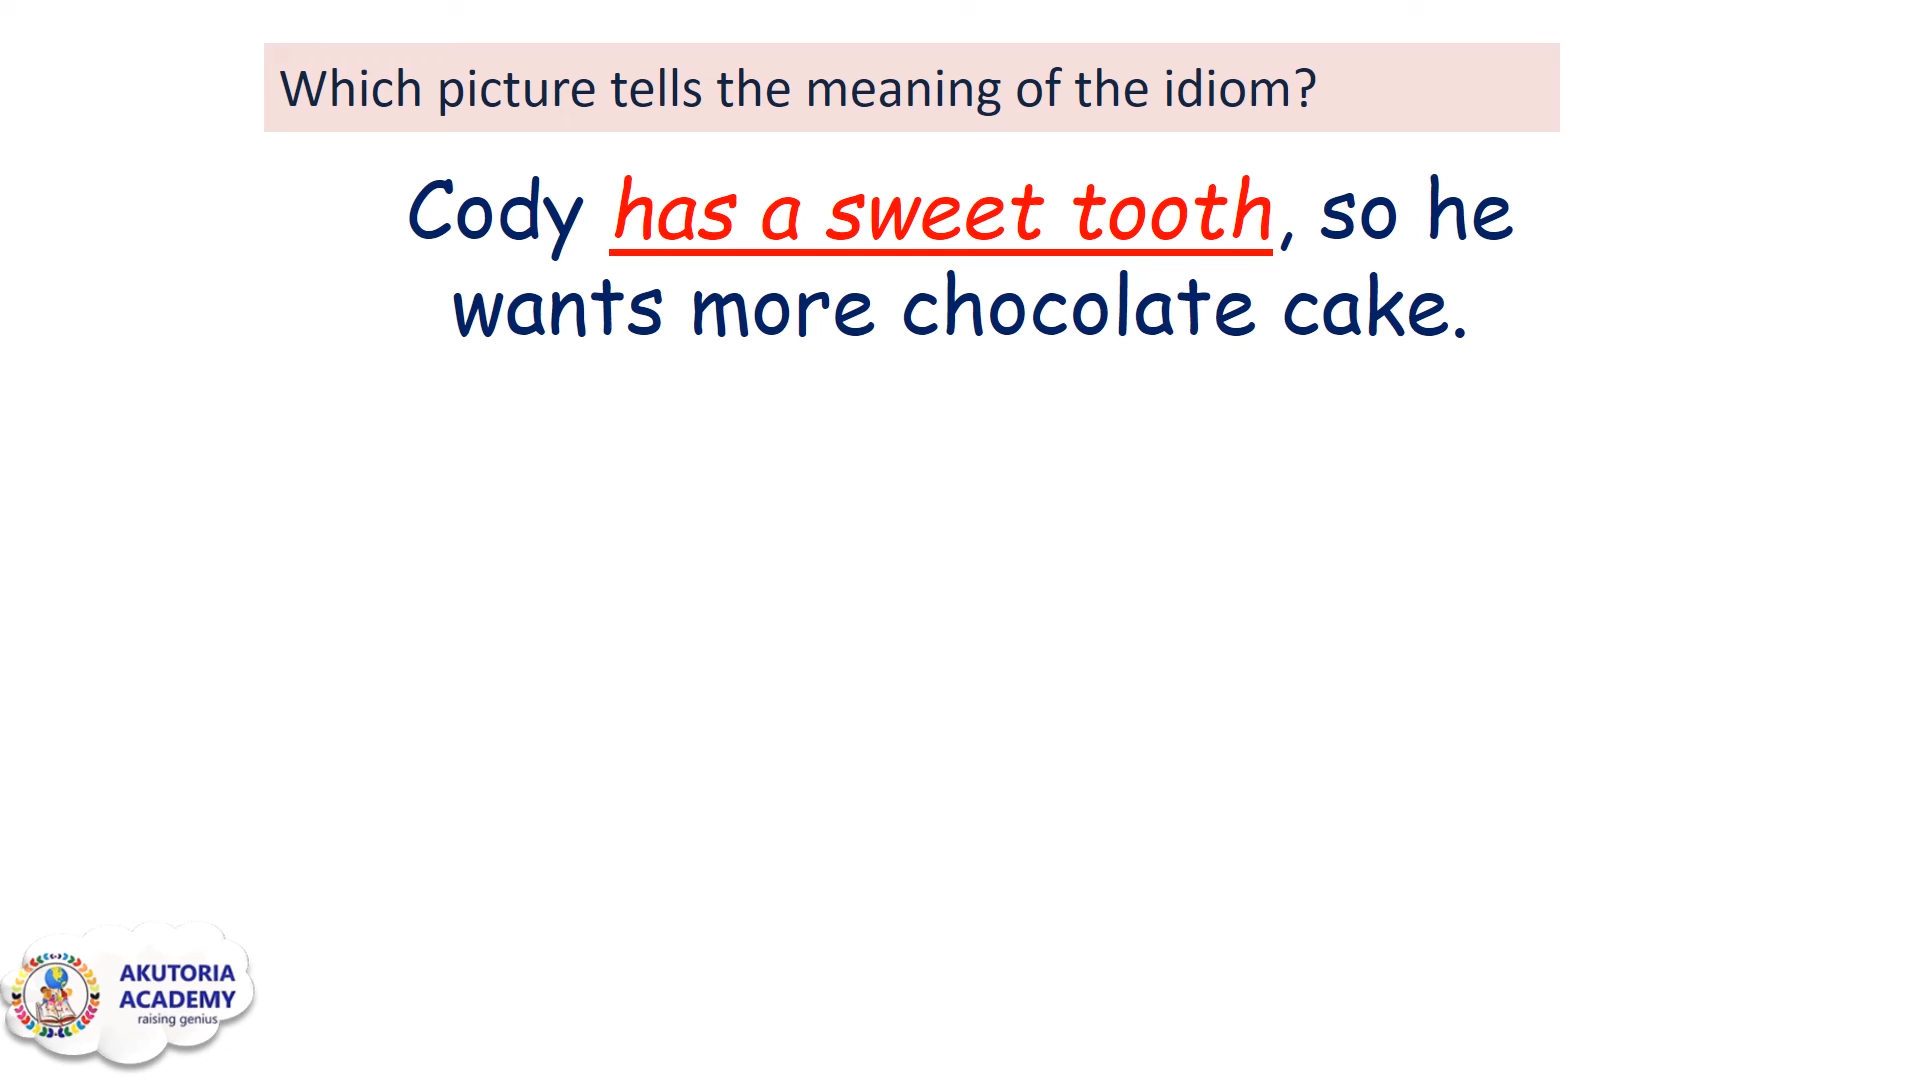 Which picture tells the meaning of the idiom?
Cody has a sweet tooth, so he
wants more chocolate cake.
AKUTORIA
ACADEMY
raising genius